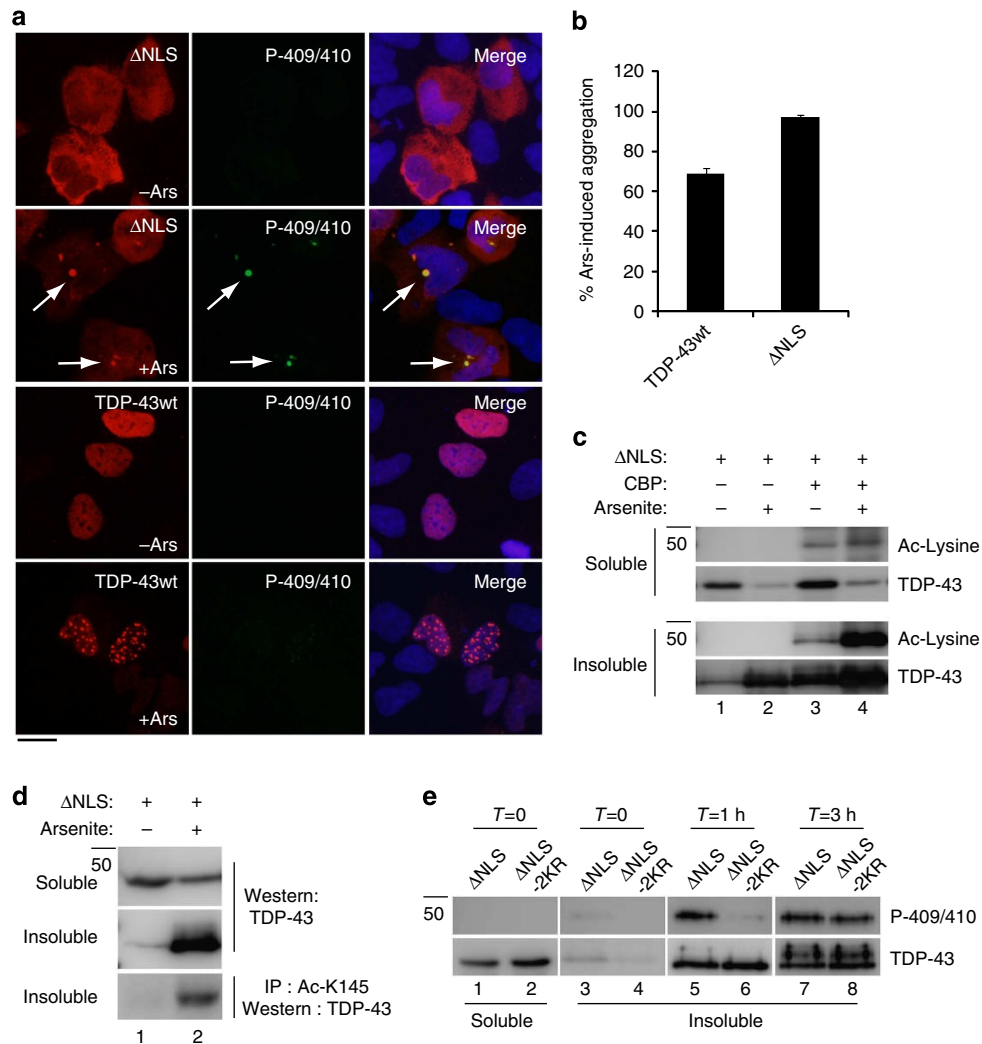 a
ΔNLS P-409/410 Merge
–Ars
ΔNLS P-409/410 Merge
+Ars
TDP-43wt P-409/410 Merge
–Ars
TDP-43wt P-409/410 Merge
+Ars
b
% Ars-induced aggregation
120
100
80
60
40
20
0
TDP-43wt ΔNLS
c
ΔNLS: + + + +
CBP: – – + +
Arsenite: – + – +
Soluble 50 Ac-Lysine
TDP-43
Insoluble 50 Ac-Lysine
TDP-43
1 2 3 4
d
ΔNLS: + +
Arsenite: – +
50
Soluble
Insoluble
Western:
TDP-43
Insoluble
IP : Ac-K145
Western : TDP-43
1 2
e
T=0 T=0 T=1 h T=3 h
ΔNLS ΔNLS-2KR ΔNLS ΔNLS-2KR ΔNLS ΔNLS-2KR ΔNLS ΔNLS-2KR
50 P-409/410
TDP-43
1 2 3 4 5 6 7 8
Soluble Insoluble